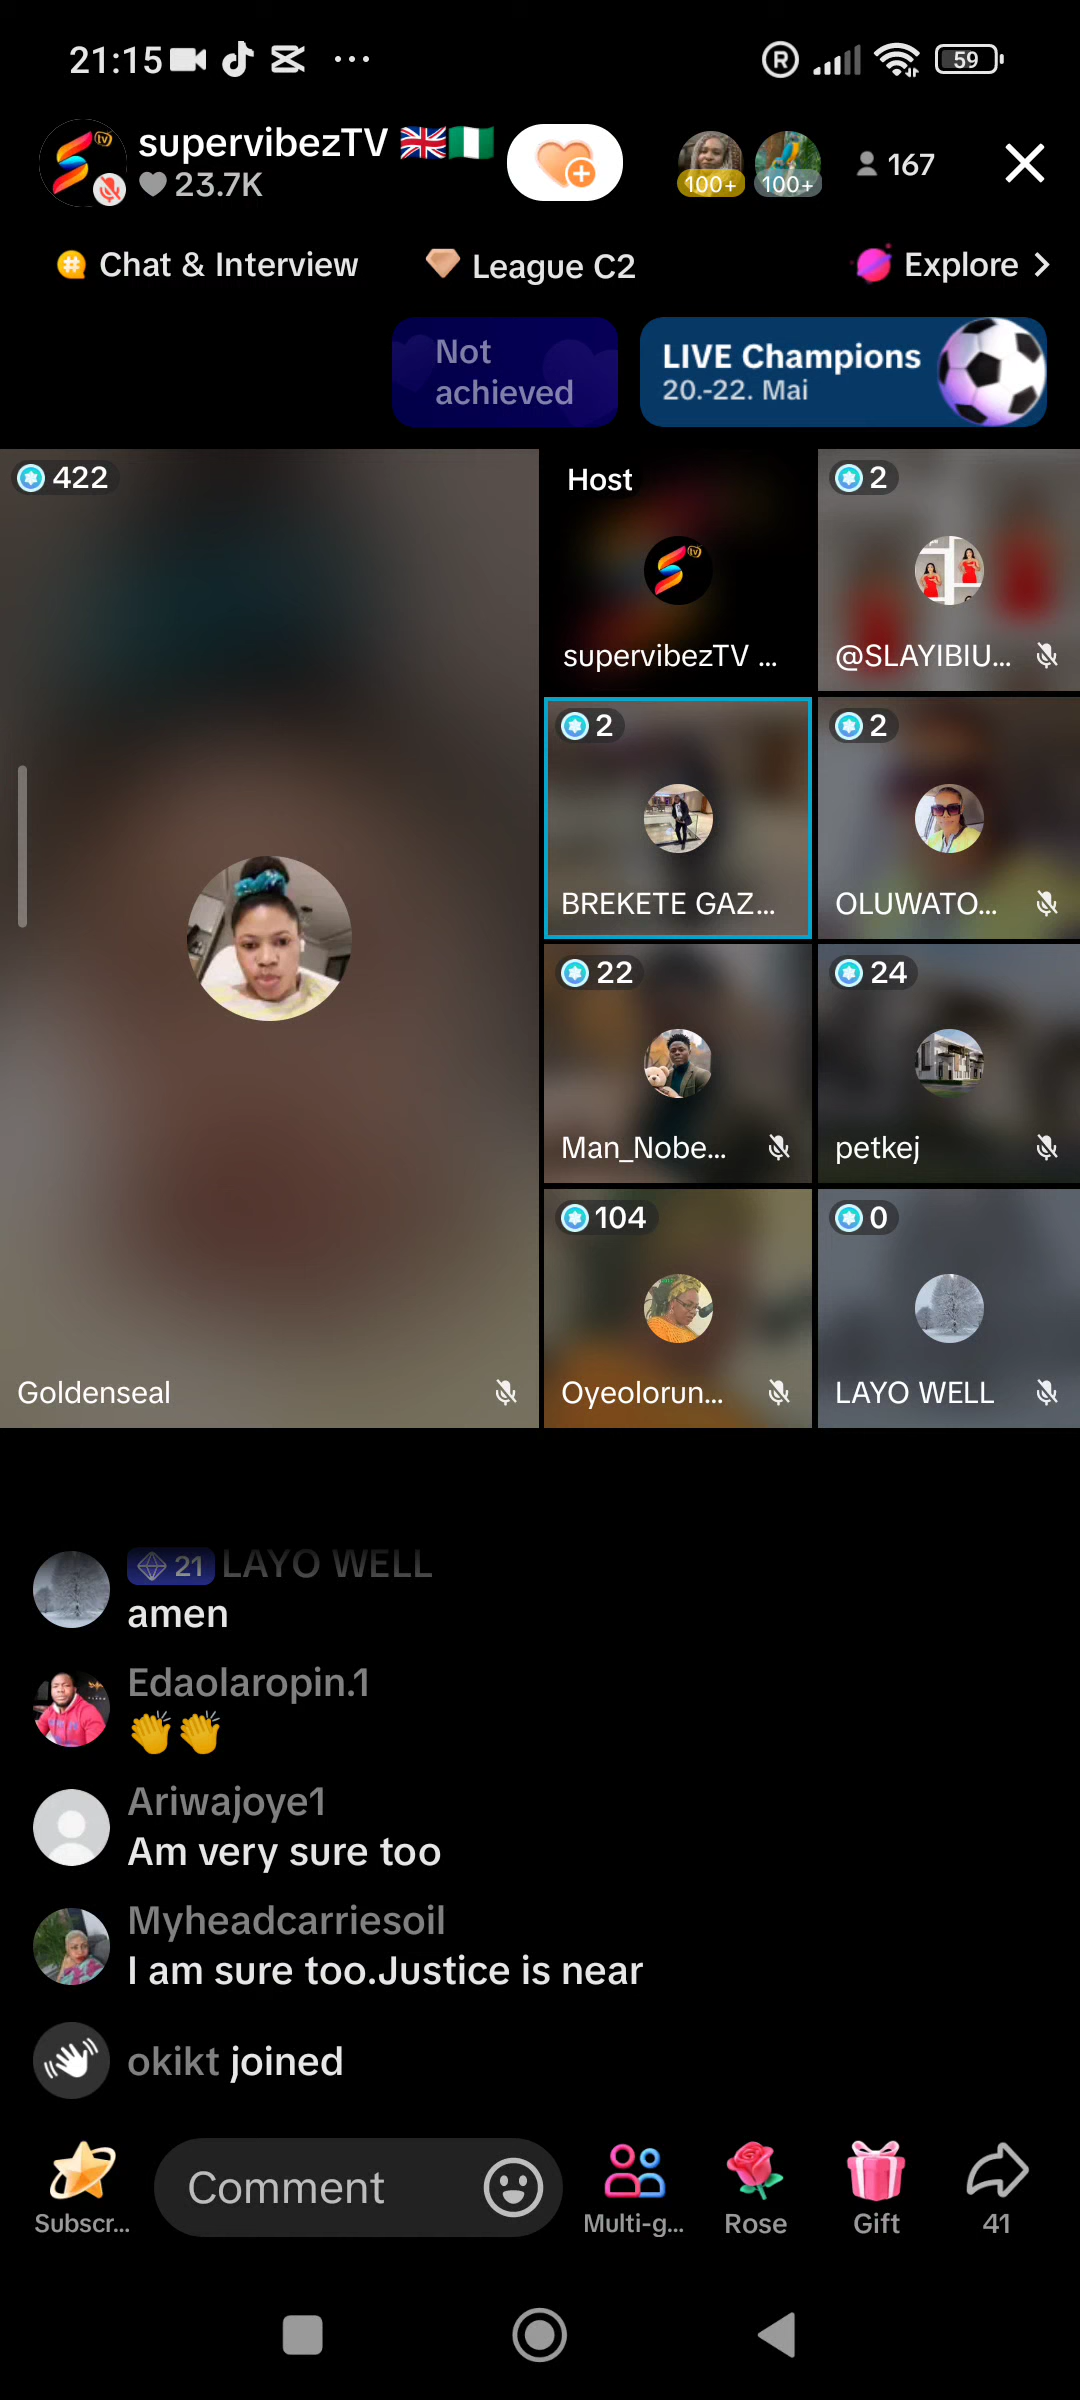 21:15
R
59
supervibezTV 🇬🇧🇳🇬
23.7K
100+
100+
167
Chat & Interview
League C2
Explore
Not
achieved
LIVE Champions
20.-22. Mai
422
Host
2
supervibezTV ...
@SLAYIBIU...
2
2
BREKETE GAZ...
OLUWATO...
22
24
Man_Nobe...
petkej
104
0
Goldenseal
Oyeolorun...
LAYO WELL
21 LAYO WELL
amen
Edaolaropin.1
👏👏
Ariwajoye1
Am very sure too
Myheadcarriesoil
I am sure too.Justice is near
okikt joined
Comment
Subscr...
Multi-g...
Rose
Gift
41